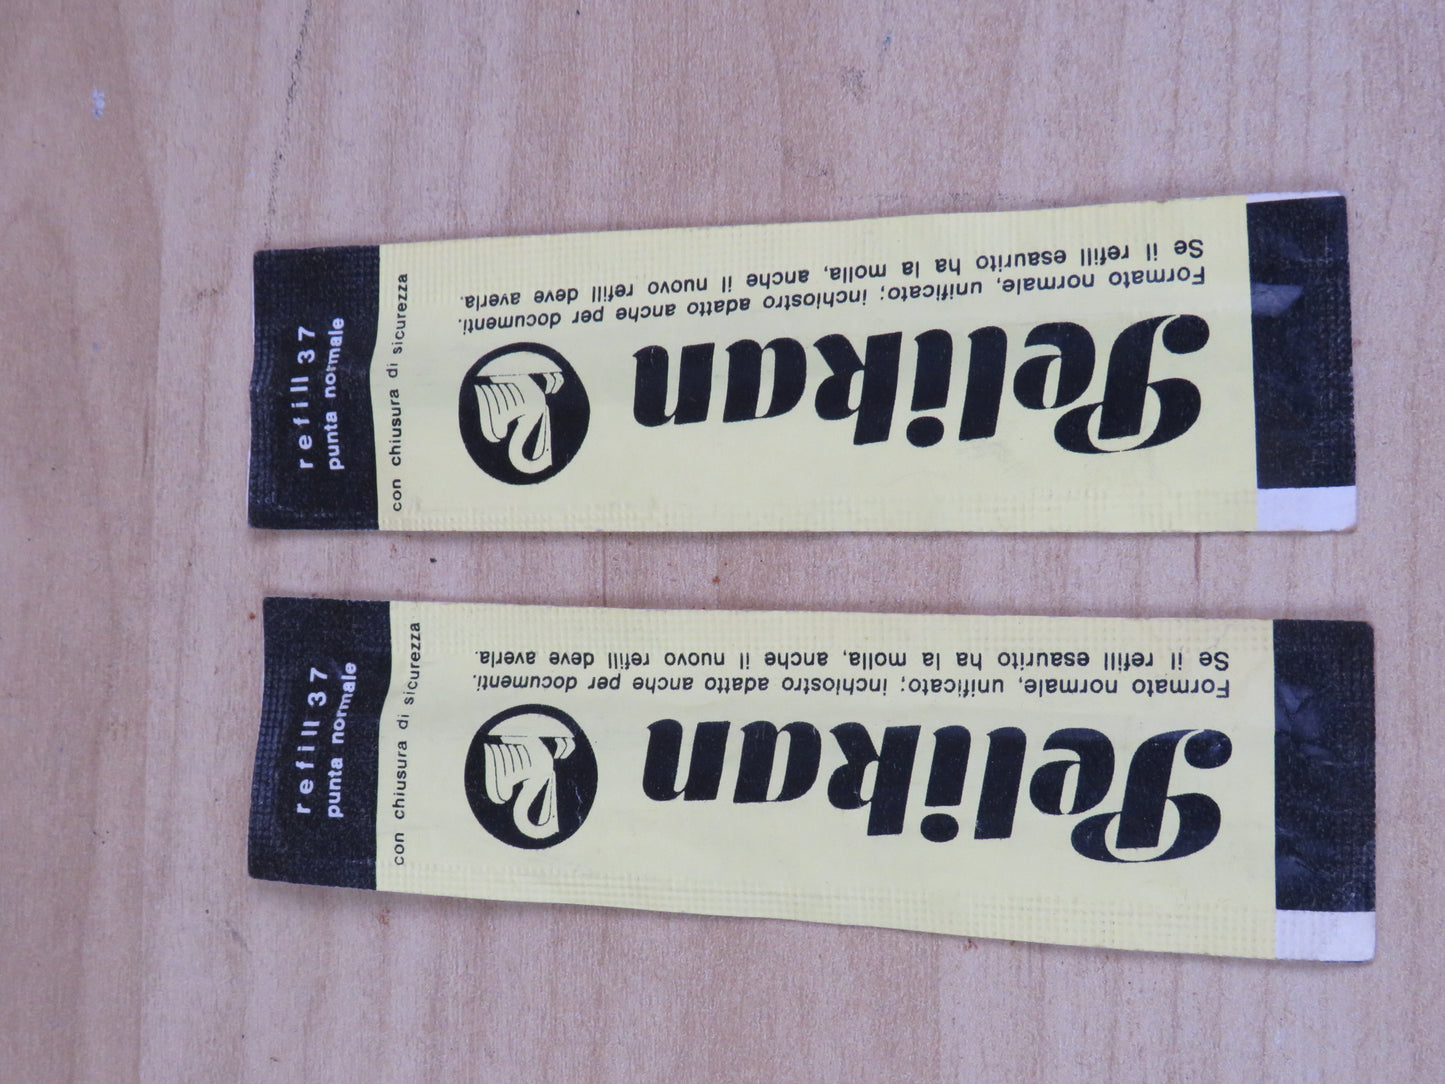 refill 37
punta normale
con chiusura di sicurezza
Pelikan
Formato normale, unificato; inchiostro adatto anche per documenti.
Se il refill esaurito ha la molla, anche il nuovo refill deve averla.
refill 37
punta normale
con chiusura di sicurezza
Pelikan
Formato normale, unificato; inchiostro adatto anche per documenti.
Se il refill esaurito ha la molla, anche il nuovo refill deve averla.